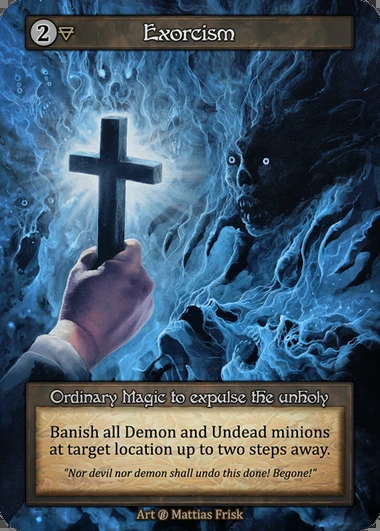 2 Exorcism
Ordinary Magic to expulse the unholy
Banish all Demon and Undead minions
at target location up to two steps away.
"Nor devil nor demon shall undo this done! Begone!"
Art @ Mattias Frisk